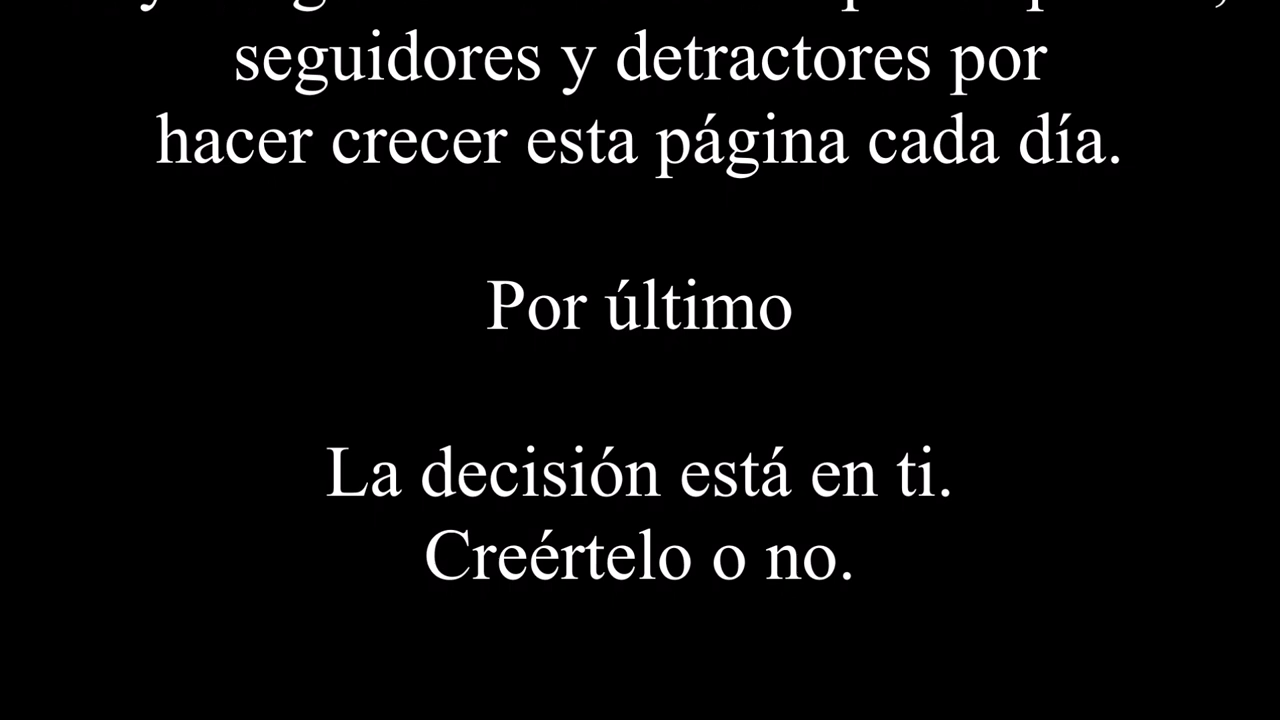 seguidores y detractores por
hacer crecer esta página cada día.
Por último
La decisión está en ti.
Creértelo o no.